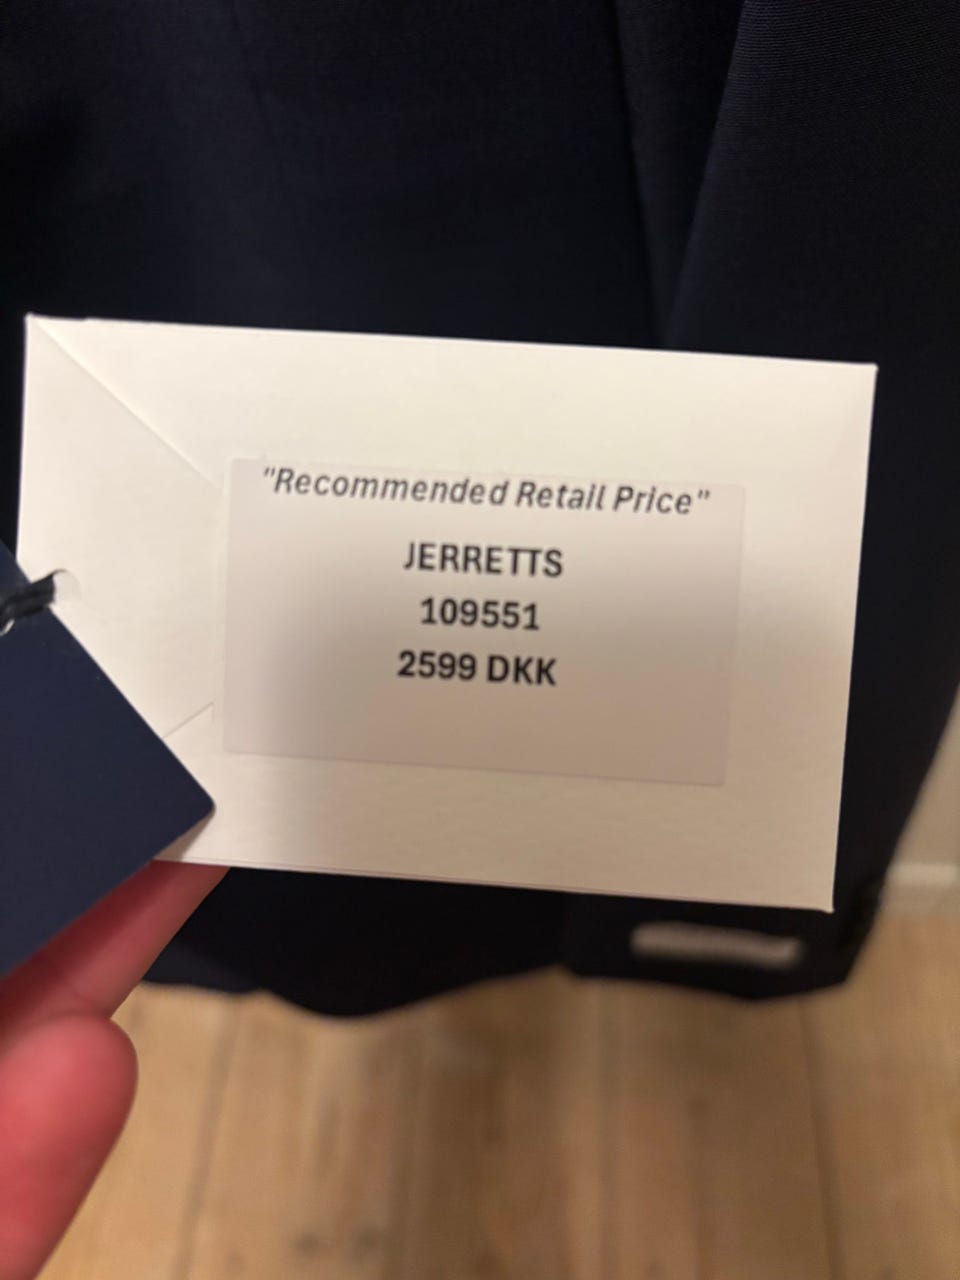 "Recommended Retail Price"
JERRETTS
109551
2599 DKK